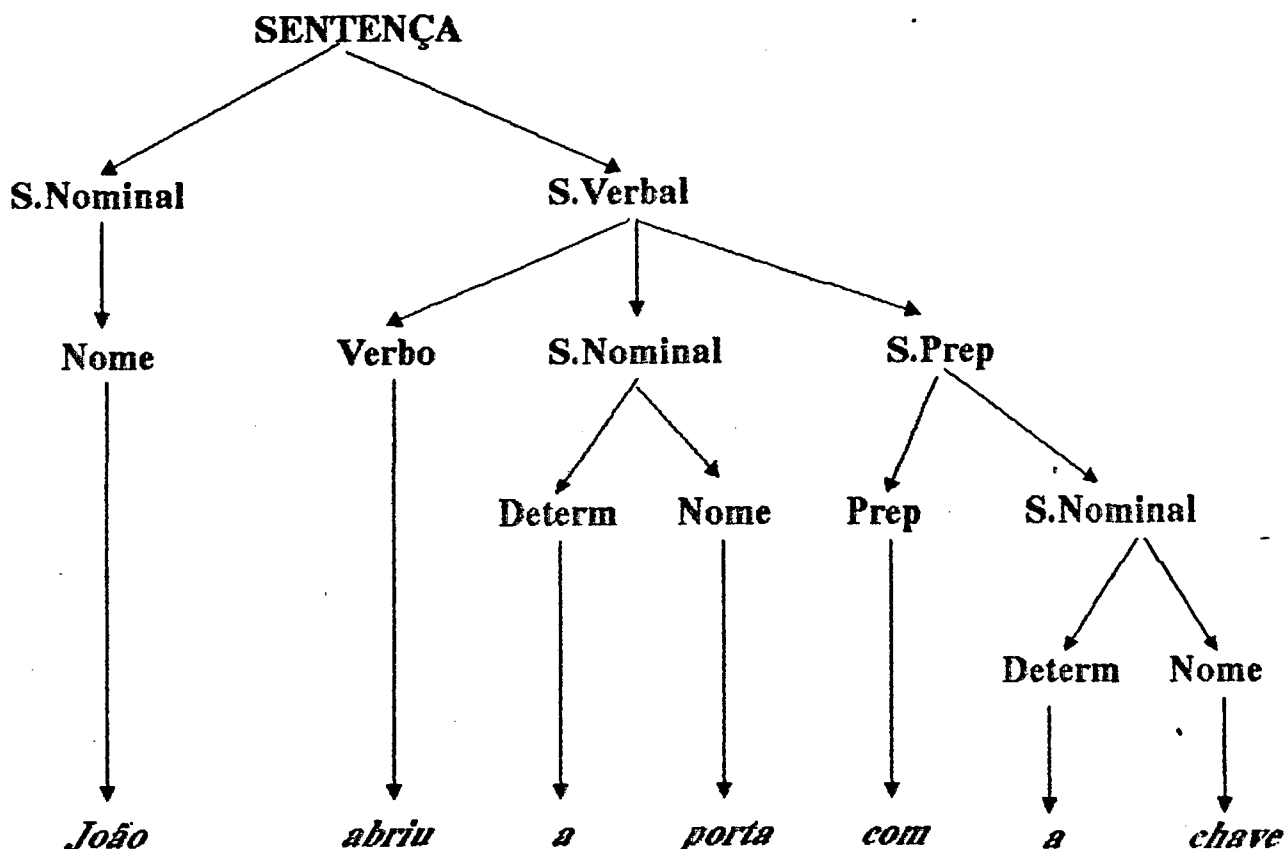 SENTENÇA
S.Nominal S.Verbal
Nome Verbo S.Nominal S.Prep
Determ Nome Prep S.Nominal
Determ Nome
João abriu a porta com a chave